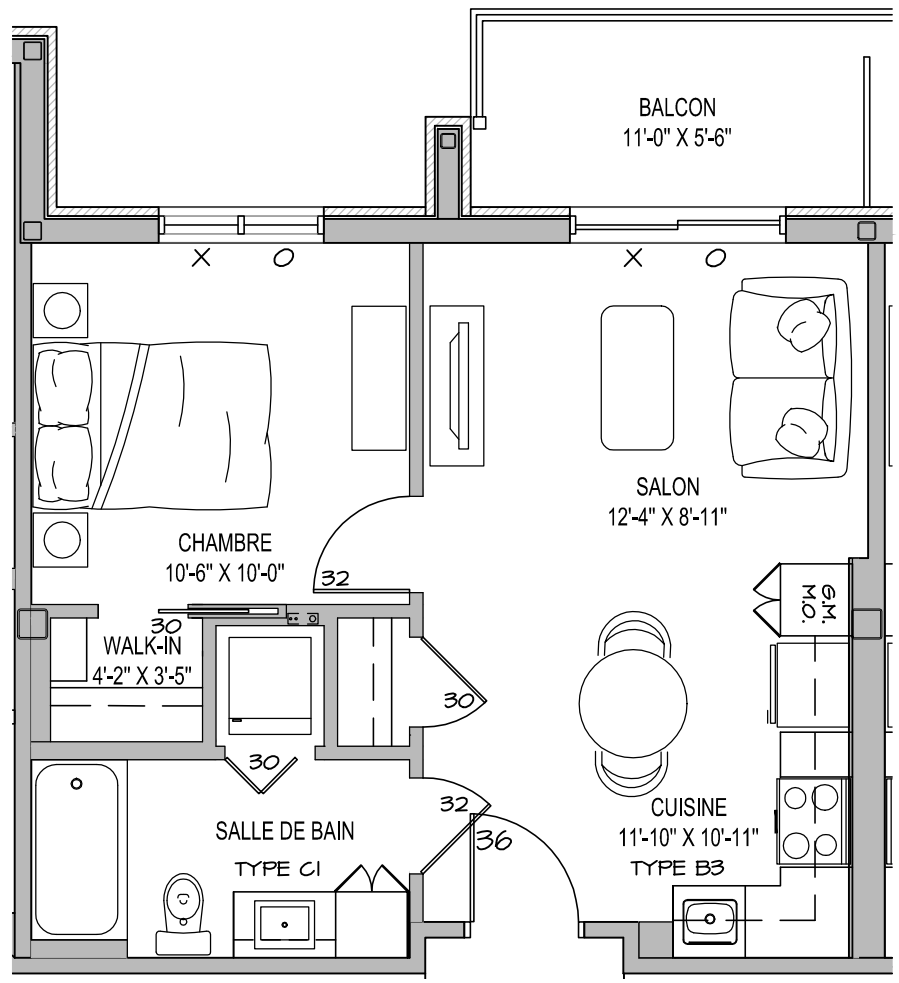 BALCON
11'-0" X 5'-6"
X O
X O
SALON
12'-4" X 8'-11"
CHAMBRE
10'-6" X 10'-0"
32
G.M.
M.O.
30
WALK-IN
4'-2" X 3'-5"
30
30
32
36
CUISINE
11'-10" X 10'-11"
TYPE B3
SALLE DE BAIN
TYPE C1